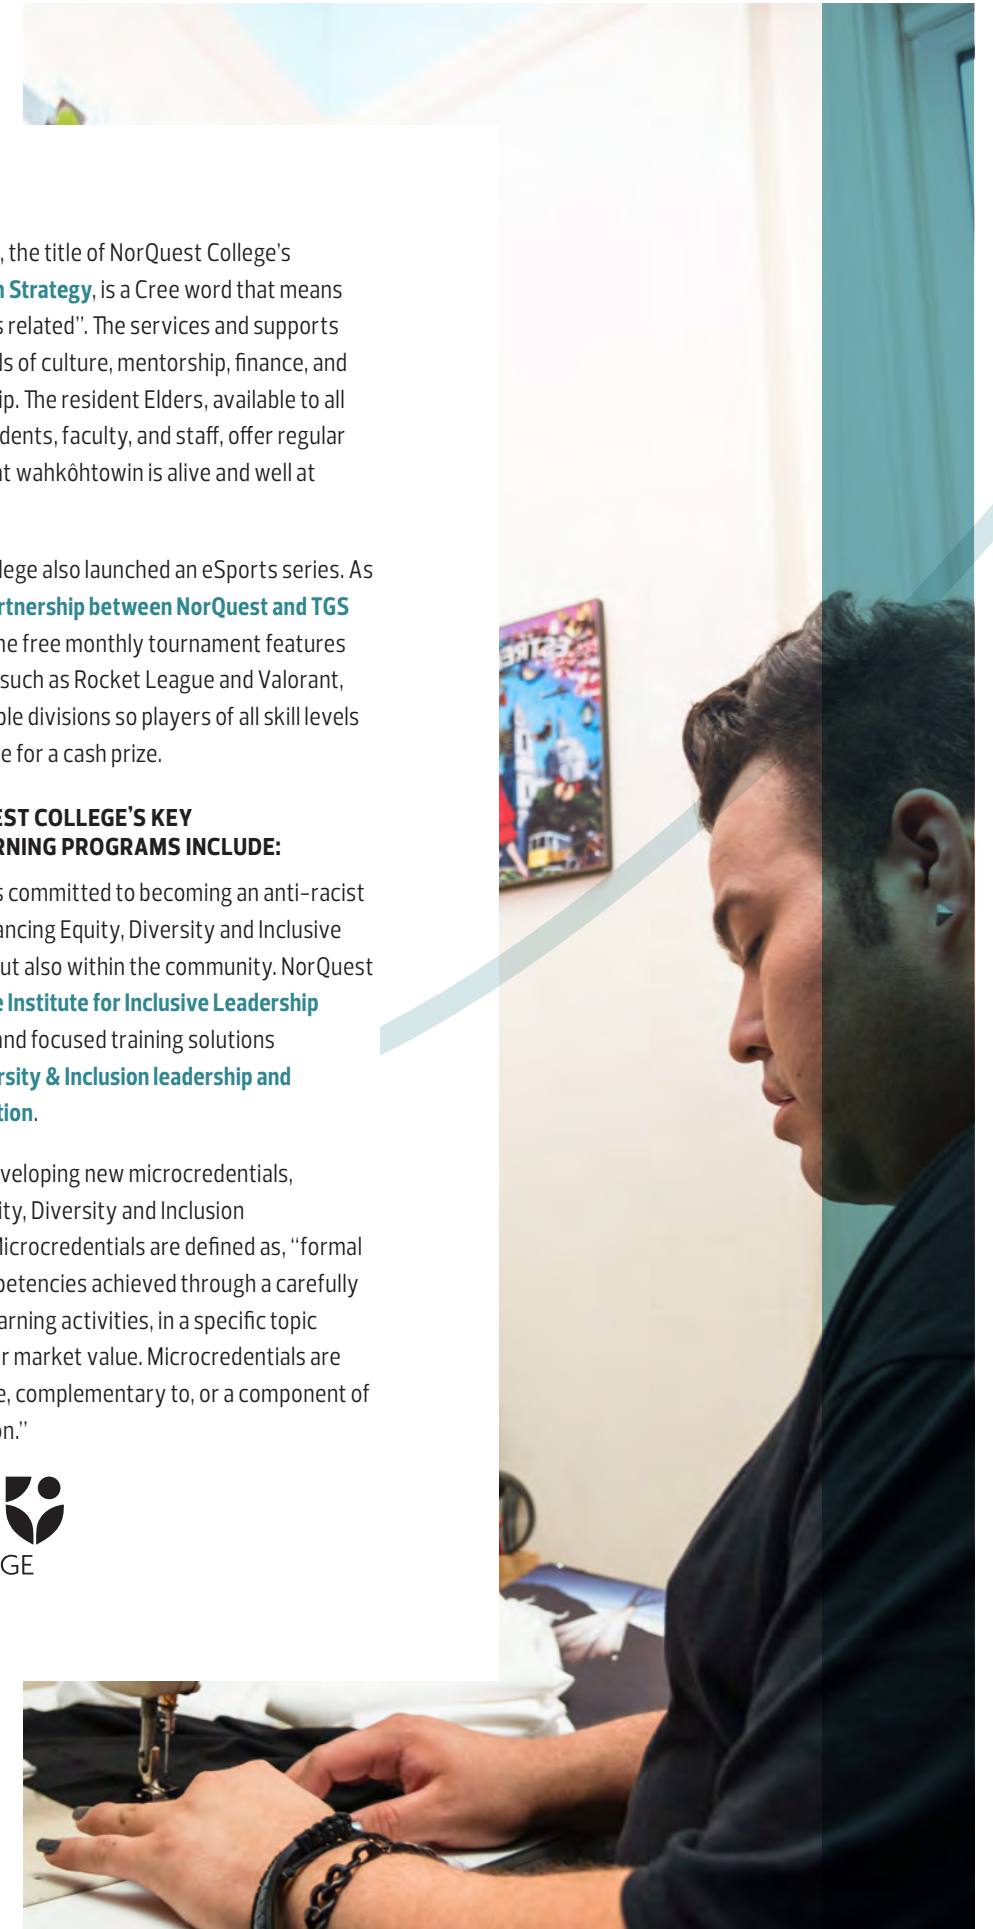 , the title of NorQuest College's
n Strategy, is a Cree word that means
s related". The services and supports
ls of culture, mentorship, finance, and
ip. The resident Elders, available to all
dents, faculty, and staff, offer regular
at wahkôhtowin is alive and well at
lege also launched an eSports series. As
rtnership between NorQuest and TGS
he free monthly tournament features
such as Rocket League and Valorant,
ple divisions so players of all skill levels
e for a cash prize.
EST COLLEGE'S KEY
RNING PROGRAMS INCLUDE:
s committed to becoming an anti-racist
ancing Equity, Diversity and Inclusive
ut also within the community. NorQuest
e Institute for Inclusive Leadership
and focused training solutions
rsity & Inclusion leadership and
tion.
veloping new microcredentials,
ity, Diversity and Inclusion
Microcredentials are defined as, "formal
petencies achieved through a carefully
arning activities, in a specific topic
r market value. Microcredentials are
e, complementary to, or a component of
on."
GE